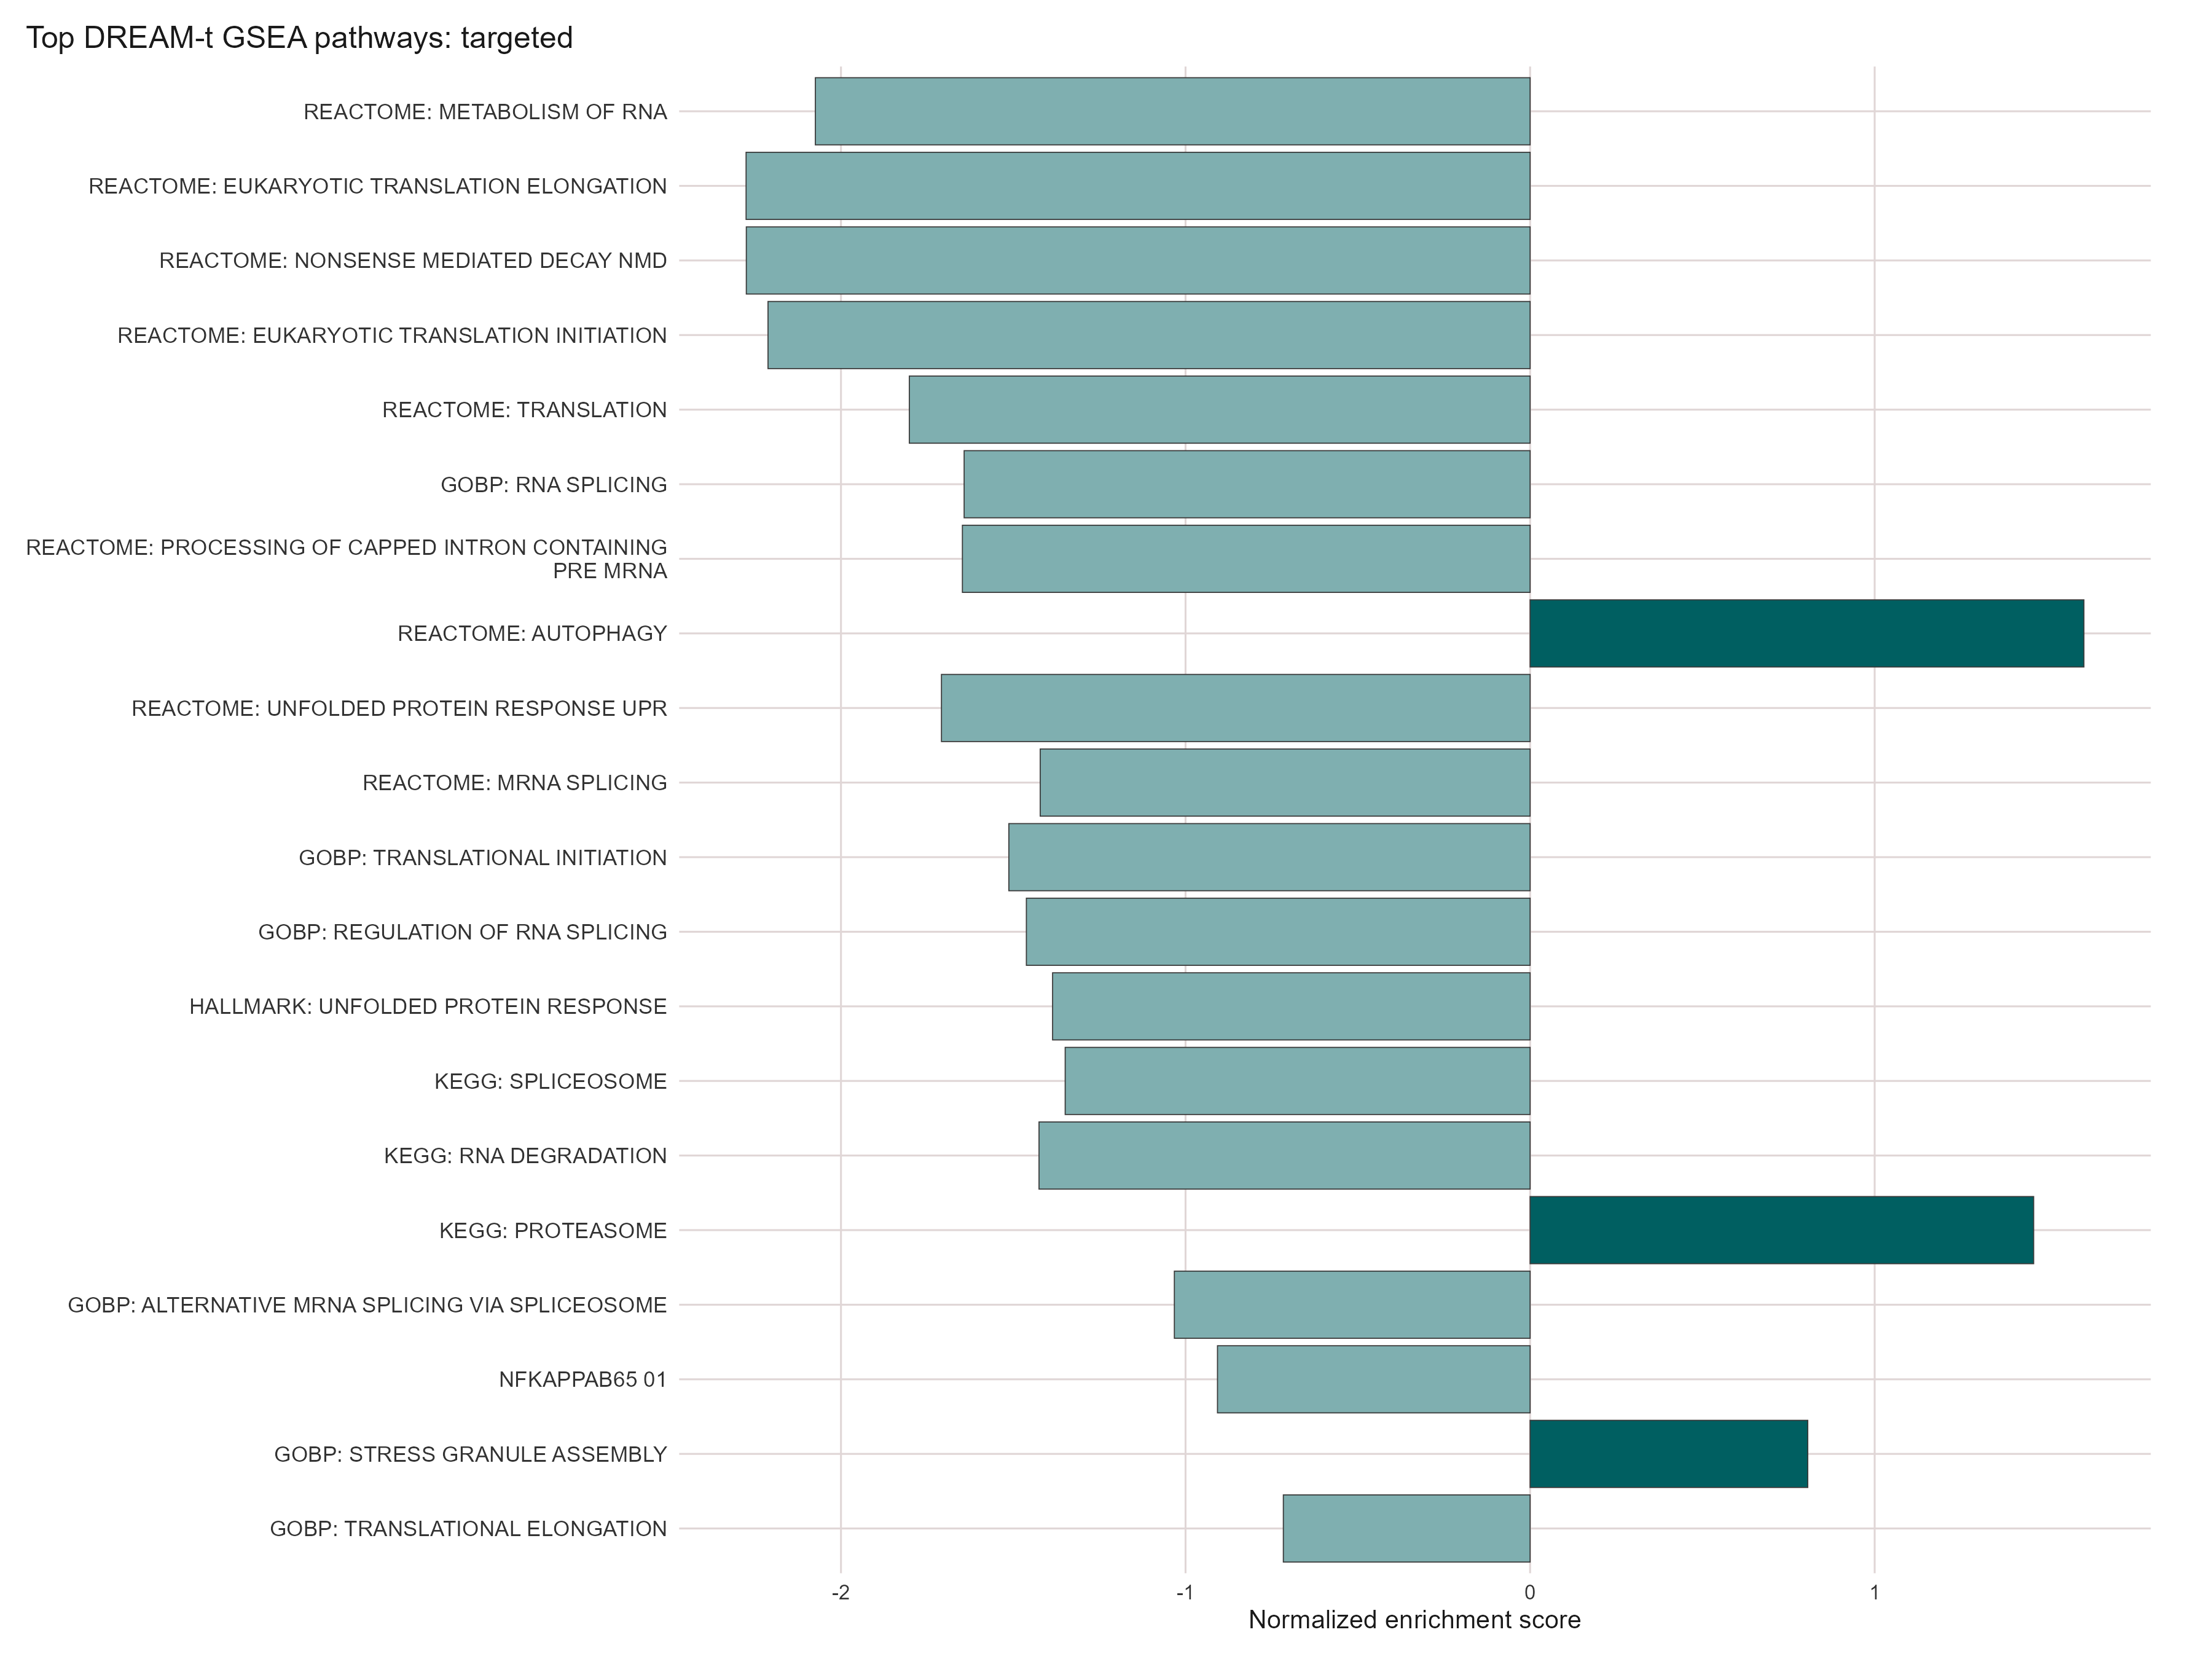 Top DREAM-t GSEA pathways: targeted
REACTOME: METABOLISM OF RNA
REACTOME: EUKARYOTIC TRANSLATION ELONGATION
REACTOME: NONSENSE MEDIATED DECAY NMD
REACTOME: EUKARYOTIC TRANSLATION INITIATION
REACTOME: TRANSLATION
GOBP: RNA SPLICING
REACTOME: PROCESSING OF CAPPED INTRON CONTAINING
PRE MRNA
REACTOME: AUTOPHAGY
REACTOME: UNFOLDED PROTEIN RESPONSE UPR
REACTOME: MRNA SPLICING
GOBP: TRANSLATIONAL INITIATION
GOBP: REGULATION OF RNA SPLICING
HALLMARK: UNFOLDED PROTEIN RESPONSE
KEGG: SPLICEOSOME
KEGG: RNA DEGRADATION
KEGG: PROTEASOME
GOBP: ALTERNATIVE MRNA SPLICING VIA SPLICEOSOME
NFKAPPAB65 01
GOBP: STRESS GRANULE ASSEMBLY
GOBP: TRANSLATIONAL ELONGATION
-2 -1 0 1
Normalized enrichment score